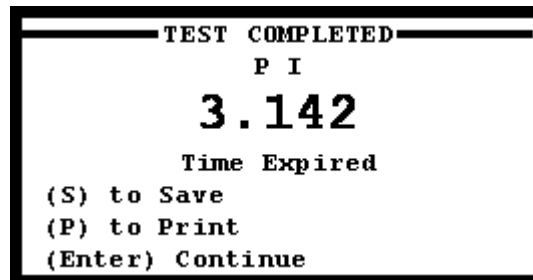 TEST COMPLETED
P I
3.142
Time Expired
(S) to Save
(P) to Print
(Enter) Continue